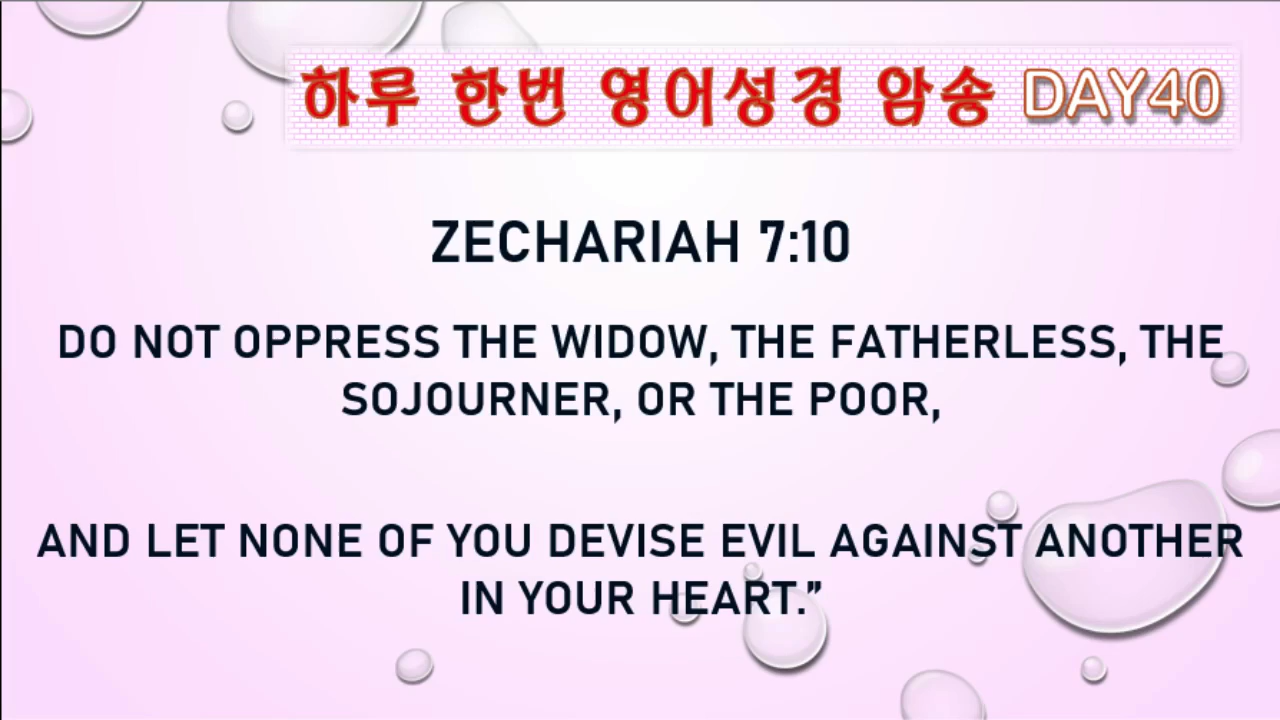 하루 한번 영어성경 암송 DAY40
ZECHARIAH 7:10
DO NOT OPPRESS THE WIDOW, THE FATHERLESS, THE
SOJOURNER, OR THE POOR,
AND LET NONE OF YOU DEVISE EVIL AGAINST ANOTHER
IN YOUR HEART.”